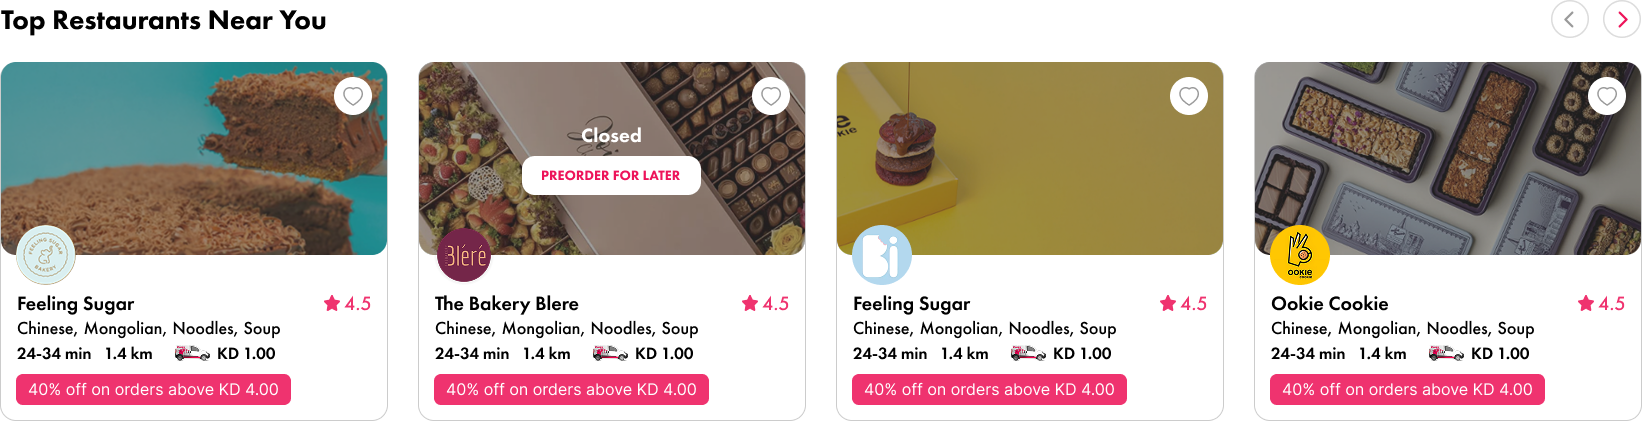 Top Restaurants Near You
FEELING SUGAR
BAKERY
Feeling Sugar
4.5
Chinese, Mongolian, Noodles, Soup
24-34 min 1.4 km KD 1.00
40% off on orders above KD 4.00
Closed
PREORDER FOR LATER
Bléré
The Bakery Blere
4.5
Chinese, Mongolian, Noodles, Soup
24-34 min 1.4 km KD 1.00
40% off on orders above KD 4.00
Bi
Feeling Sugar
4.5
Chinese, Mongolian, Noodles, Soup
24-34 min 1.4 km KD 1.00
40% off on orders above KD 4.00
OOKIE
Ookie Cookie
4.5
Chinese, Mongolian, Noodles, Soup
24-34 min 1.4 km KD 1.00
40% off on orders above KD 4.00